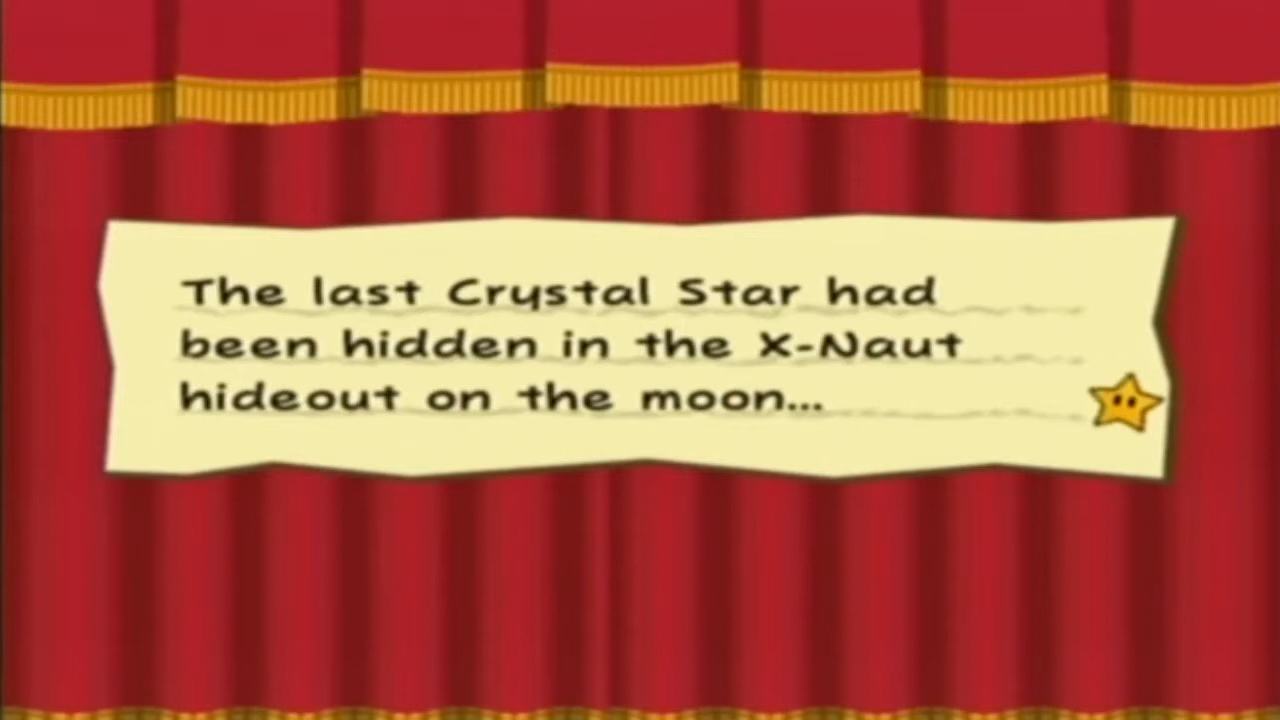 The last Crystal Star had
been hidden in the X-Naut
hideout on the moon...